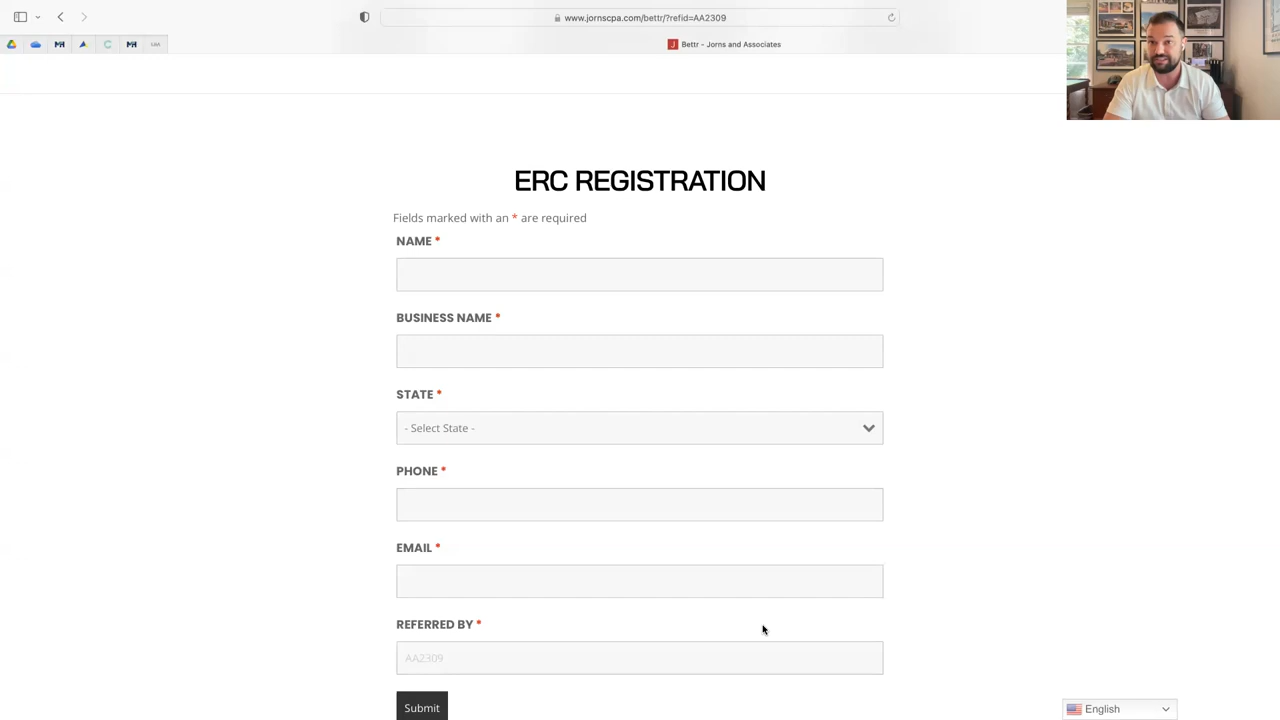 www.jornscpa.com/bettr/?refid=AA2309
Bettr - Jorns and Associates
ERC REGISTRATION
Fields marked with an * are required
NAME *
BUSINESS NAME *
STATE *
- Select State -
PHONE *
EMAIL *
REFERRED BY *
AA2309
Submit
English